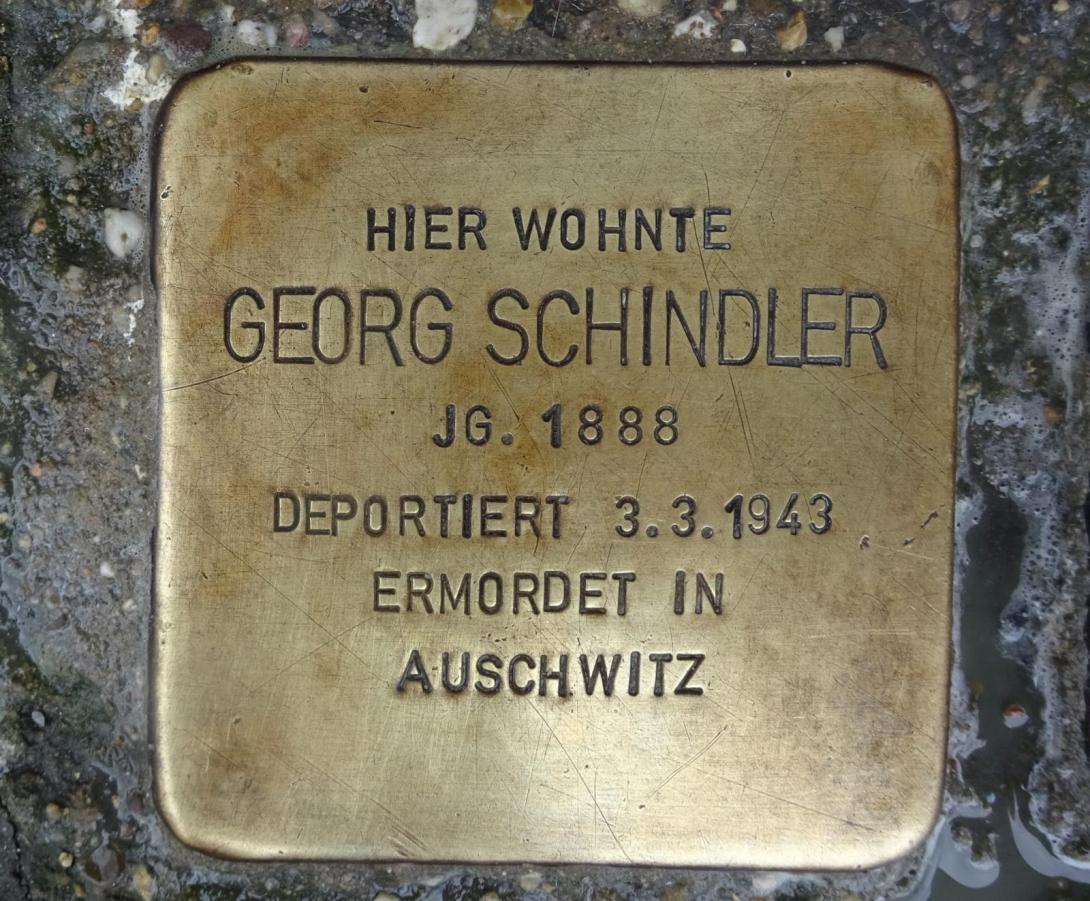 HIER WOHNTE
GEORG SCHINDLER
JG. 1888
DEPORTIERT 3.3.1943
ERMORDET IN
AUSCHWITZ